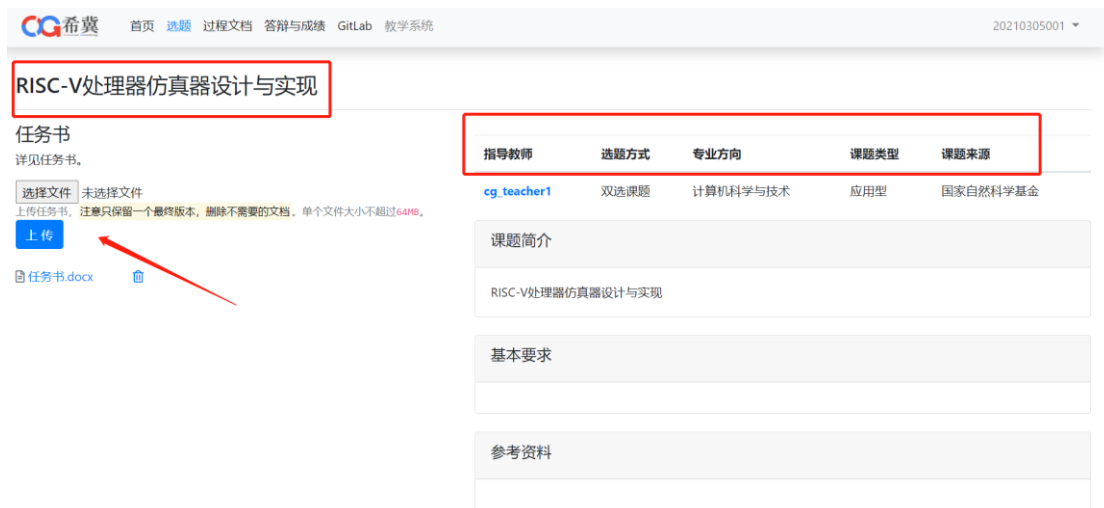 CG希冀 首页 选题 过程文档 答辩与成绩 GitLab 教学系统 20210305001
RISC-V处理器仿真器设计与实现
任务书
详见任务书。
选择文件 未选择文件
上传任务书，注意只保留一个最终版本，删除不需要的文档。单个文件大小不超过64MB。
上传
任务书.docx
指导教师 选题方式 专业方向 课题类型 课题来源
cg_teacher1 双选课题 计算机科学与技术 应用型 国家自然科学基金
课题简介
RISC-V处理器仿真器设计与实现
基本要求
参考资料